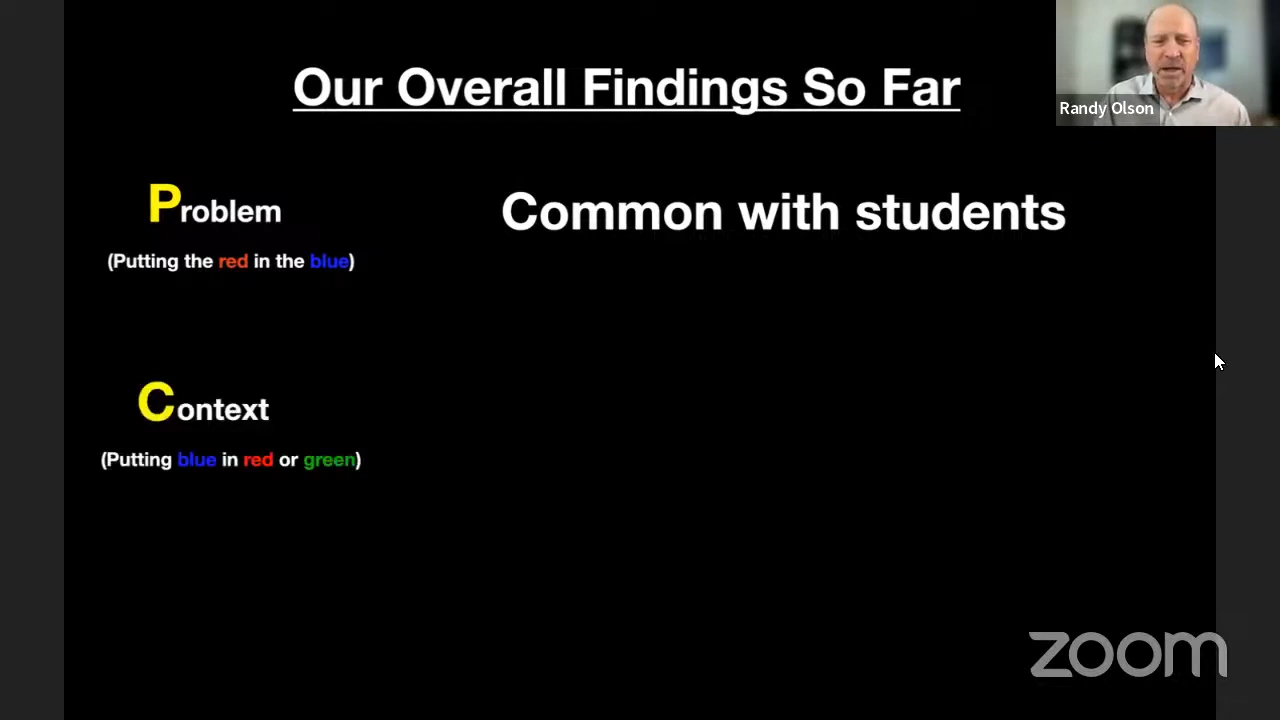 Our Overall Findings So Far
Randy Olson
Problem
Common with students
(Putting the red in the blue)
Context
(Putting blue in red or green)
zoom